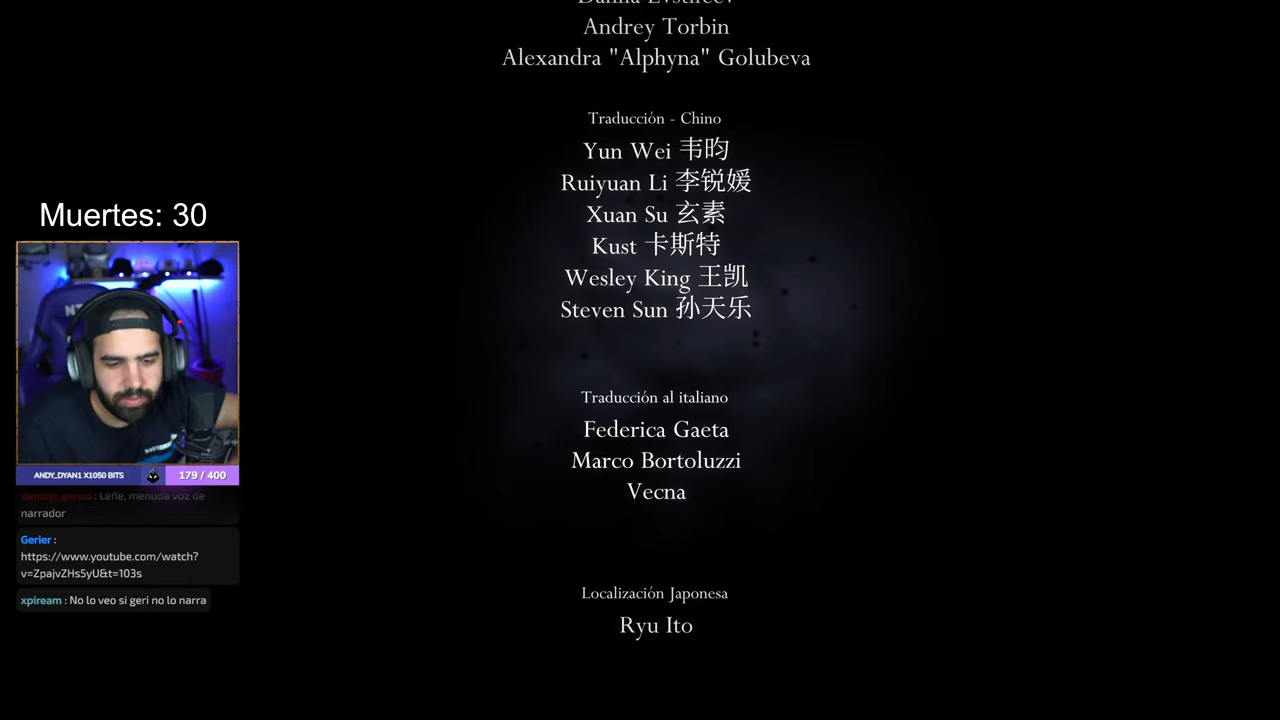 Andrey Torbin
Alexandra "Alphyna" Golubeva
Traducción - Chino
Yun Wei 韦昀
Ruiyuan Li 李锐媛
Xuan Su 玄素
Kust 卡斯特
Wesley King 王凯
Steven Sun 孙天乐
Traducción al italiano
Federica Gaeta
Marco Bortoluzzi
Vecna
Localización Japonesa
Ryu Ito
Muertes: 30
ANDY_DYAN1 X1050 BITS
179 / 400
: Leñe, menuda voz de
narrador
Gerier :
https://www.youtube.com/watch?
v=ZpajvZHs5yU&t=103s
xpiream : No lo veo si geri no lo narra